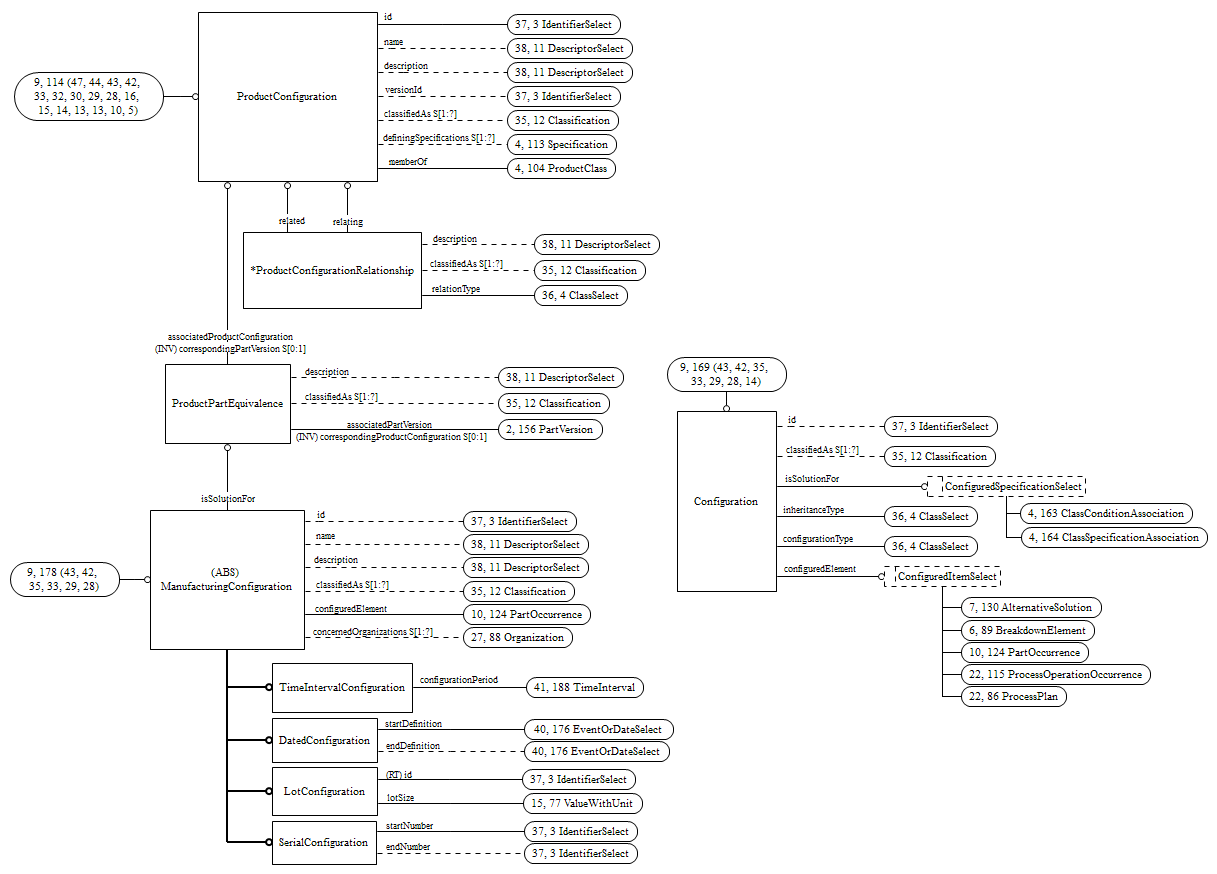 id
37, 3 IdentifierSelect
name
38, 11 DescriptorSelect
description
38, 11 DescriptorSelect
9, 114 (47, 44, 43, 42,
33, 32, 30, 29, 28, 16,
15, 14, 13, 13, 10, 5)
ProductConfiguration
versionId
37, 3 IdentifierSelect
classifiedAs S[1:?]
35, 12 Classification
definingSpecifications S[1:?]
4, 113 Specification
memberOf
4, 104 ProductClass
related
relating
*ProductConfigurationRelationship
description
38, 11 DescriptorSelect
classifiedAs S[1:?]
35, 12 Classification
relationType
36, 4 ClassSelect
associatedProductConfiguration
(INV) correspondingPartVersion S[0:1]
ProductPartEquivalence
description
38, 11 DescriptorSelect
classifiedAs S[1:?]
35, 12 Classification
associatedPartVersion
(INV) correspondingProductConfiguration S[0:1]
2, 156 PartVersion
isSolutionFor
9, 178 (43, 42,
35, 33, 29, 28)
(ABS)
ManufacturingConfiguration
id
37, 3 IdentifierSelect
name
38, 11 DescriptorSelect
description
38, 11 DescriptorSelect
classifiedAs S[1:?]
35, 12 Classification
configuredElement
10, 124 PartOccurrence
concernedOrganizations S[1:?]
27, 88 Organization
TimeIntervalConfiguration
configurationPeriod
41, 188 TimeInterval
DatedConfiguration
startDefinition
40, 176 EventOrDateSelect
endDefinition
40, 176 EventOrDateSelect
LotConfiguration
(RT) id
37, 3 IdentifierSelect
lotSize
15, 77 ValueWithUnit
SerialConfiguration
startNumber
37, 3 IdentifierSelect
endNumber
37, 3 IdentifierSelect
9, 169 (43, 42, 35,
33, 29, 28, 14)
Configuration
id
37, 3 IdentifierSelect
classifiedAs S[1:?]
35, 12 Classification
isSolutionFor
ConfiguredSpecificationSelect
4, 163 ClassConditionAssociation
4, 164 ClassSpecificationAssociation
inheritanceType
36, 4 ClassSelect
configurationType
36, 4 ClassSelect
configuredElement
ConfiguredItemSelect
7, 130 AlternativeSolution
6, 89 BreakdownElement
10, 124 PartOccurrence
22, 115 ProcessOperationOccurrence
22, 86 ProcessPlan